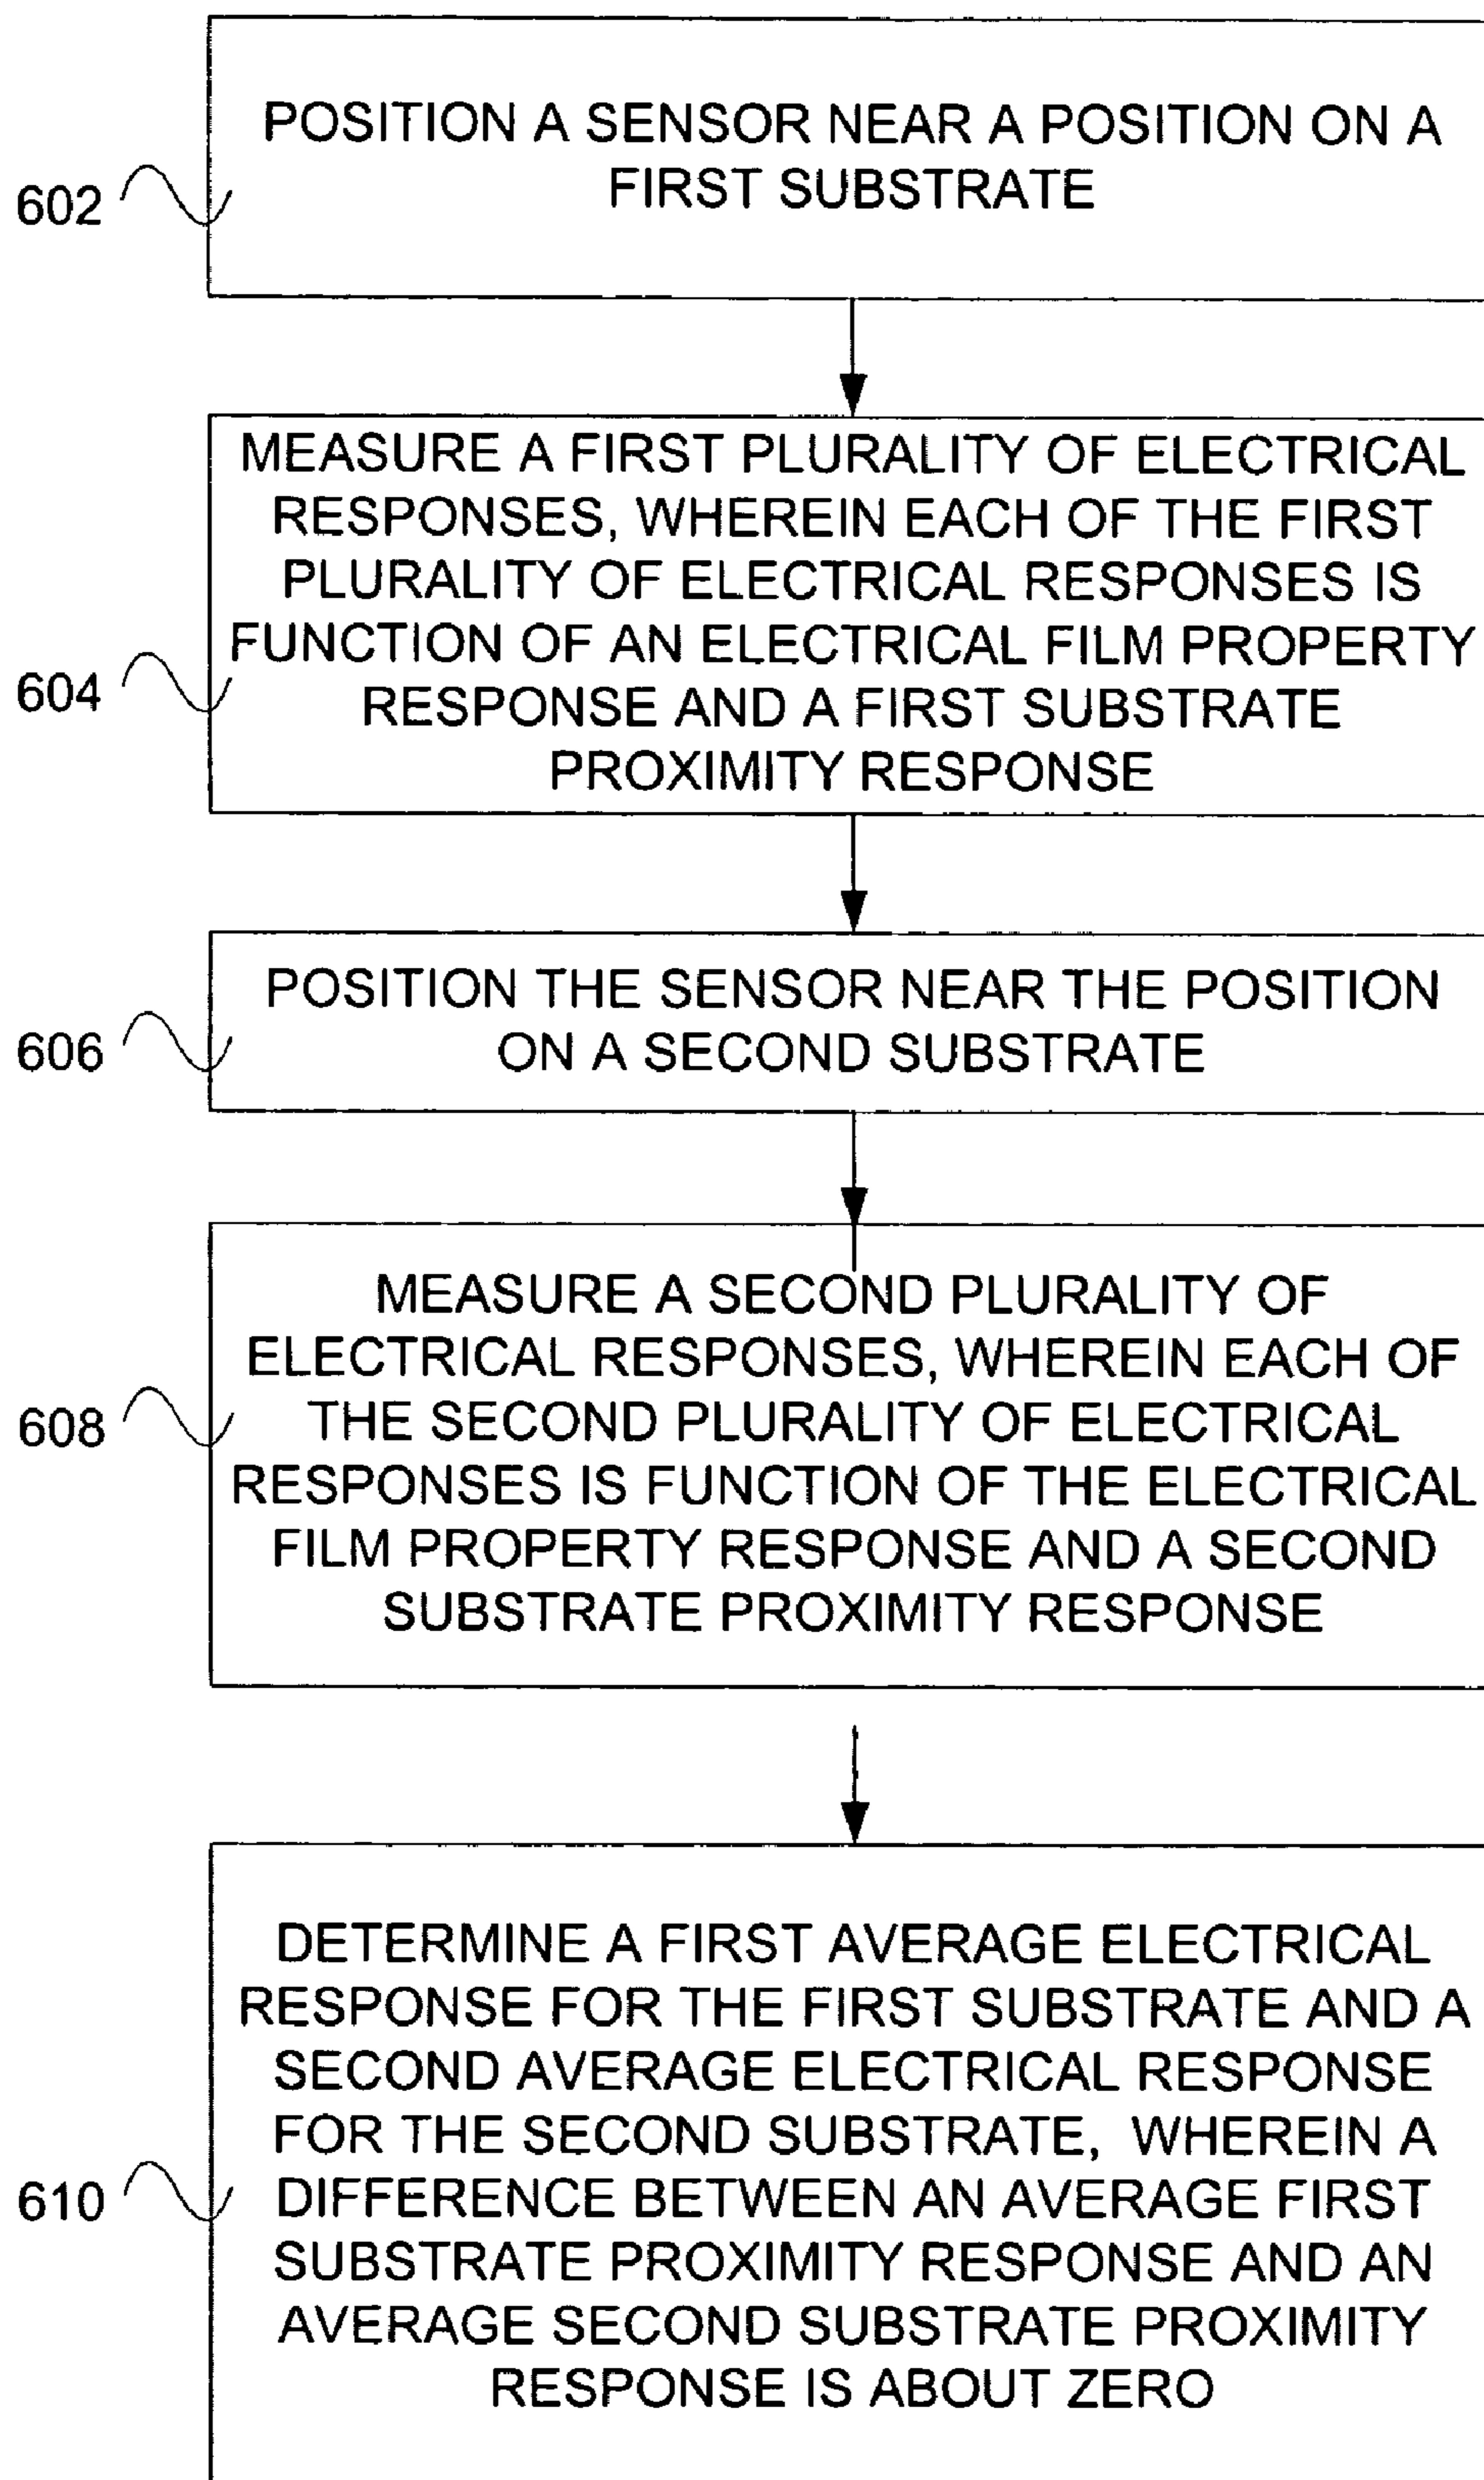 POSITION A SENSOR NEAR A POSITION ON A
FIRST SUBSTRATE
602
MEASURE A FIRST PLURALITY OF ELECTRICAL
RESPONSES, WHEREIN EACH OF THE FIRST
PLURALITY OF ELECTRICAL RESPONSES IS
FUNCTION OF AN ELECTRICAL FILM PROPERTY
RESPONSE AND A FIRST SUBSTRATE
PROXIMITY RESPONSE
604
POSITION THE SENSOR NEAR THE POSITION
ON A SECOND SUBSTRATE
606
MEASURE A SECOND PLURALITY OF
ELECTRICAL RESPONSES, WHEREIN EACH OF
THE SECOND PLURALITY OF ELECTRICAL
RESPONSES IS FUNCTION OF THE ELECTRICAL
FILM PROPERTY RESPONSE AND A SECOND
SUBSTRATE PROXIMITY RESPONSE
608
DETERMINE A FIRST AVERAGE ELECTRICAL
RESPONSE FOR THE FIRST SUBSTRATE AND A
SECOND AVERAGE ELECTRICAL RESPONSE
FOR THE SECOND SUBSTRATE, WHEREIN A
DIFFERENCE BETWEEN AN AVERAGE FIRST
SUBSTRATE PROXIMITY RESPONSE AND AN
AVERAGE SECOND SUBSTRATE PROXIMITY
RESPONSE IS ABOUT ZERO
610